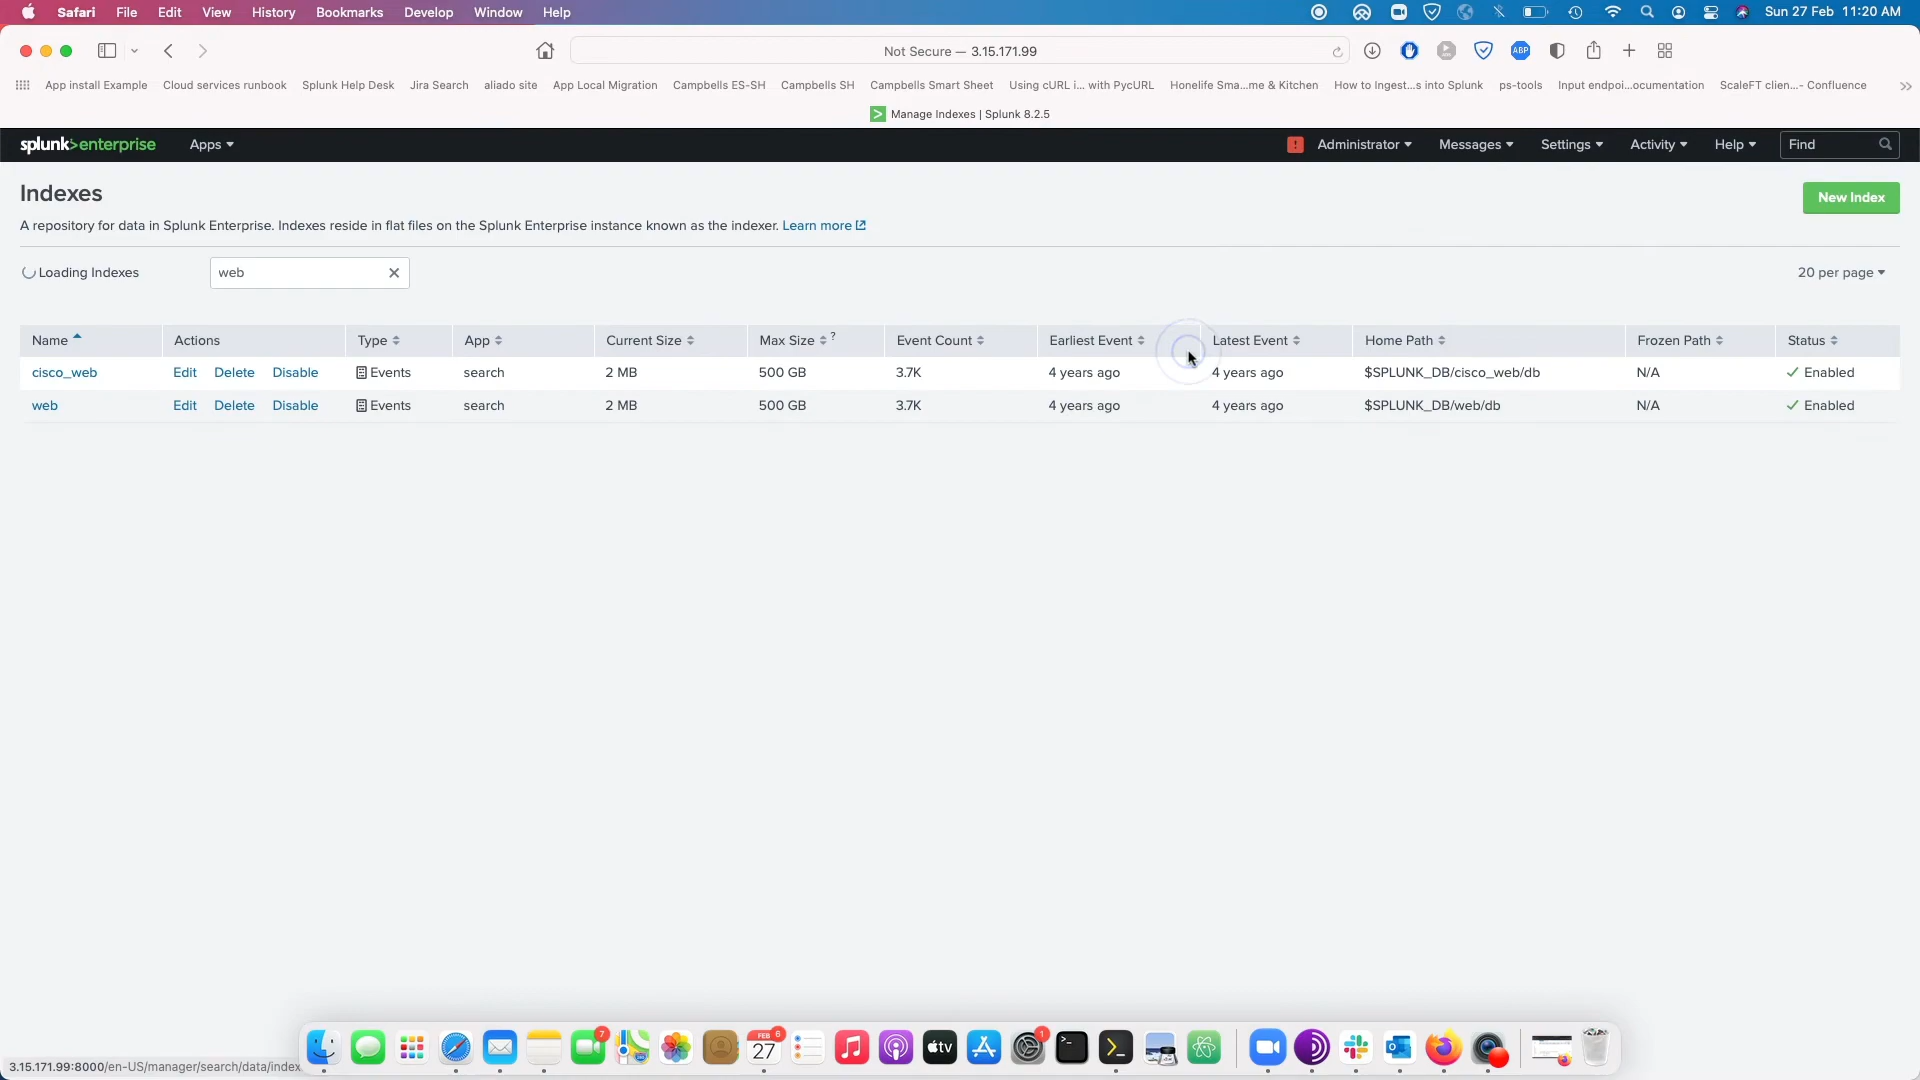 Safari File Edit View History Bookmarks Develop Window Help Sun 27 Feb 11:20 AM
Not Secure — 3.15.171.99
App install Example Cloud services runbook Splunk Help Desk Jira Search aliado site App Local Migration Campbells ES-SH Campbells SH Campbells Smart Sheet Using cURL i... with PycURL Honelife Sma...me & Kitchen How to Ingest...s into Splunk ps-tools Input endpoi...ocumentation ScaleFT clien...- Confluence
Manage Indexes | Splunk 8.2.5
splunk>enterprise Apps Administrator Messages Settings Activity Help Find
Indexes
New Index
A repository for data in Splunk Enterprise. Indexes reside in flat files on the Splunk Enterprise instance known as the indexer. Learn more
Loading Indexes web 20 per page
Name Actions Type App Current Size Max Size ? Event Count Earliest Event Latest Event Home Path Frozen Path Status
cisco_web Edit Delete Disable Events search 2 MB 500 GB 3.7K 4 years ago 4 years ago $SPLUNK_DB/cisco_web/db N/A Enabled
web Edit Delete Disable Events search 2 MB 500 GB 3.7K 4 years ago 4 years ago $SPLUNK_DB/web/db N/A Enabled
7 FEB 6 27 tv 1
3.15.171.99:8000/en-US/manager/search/data/index